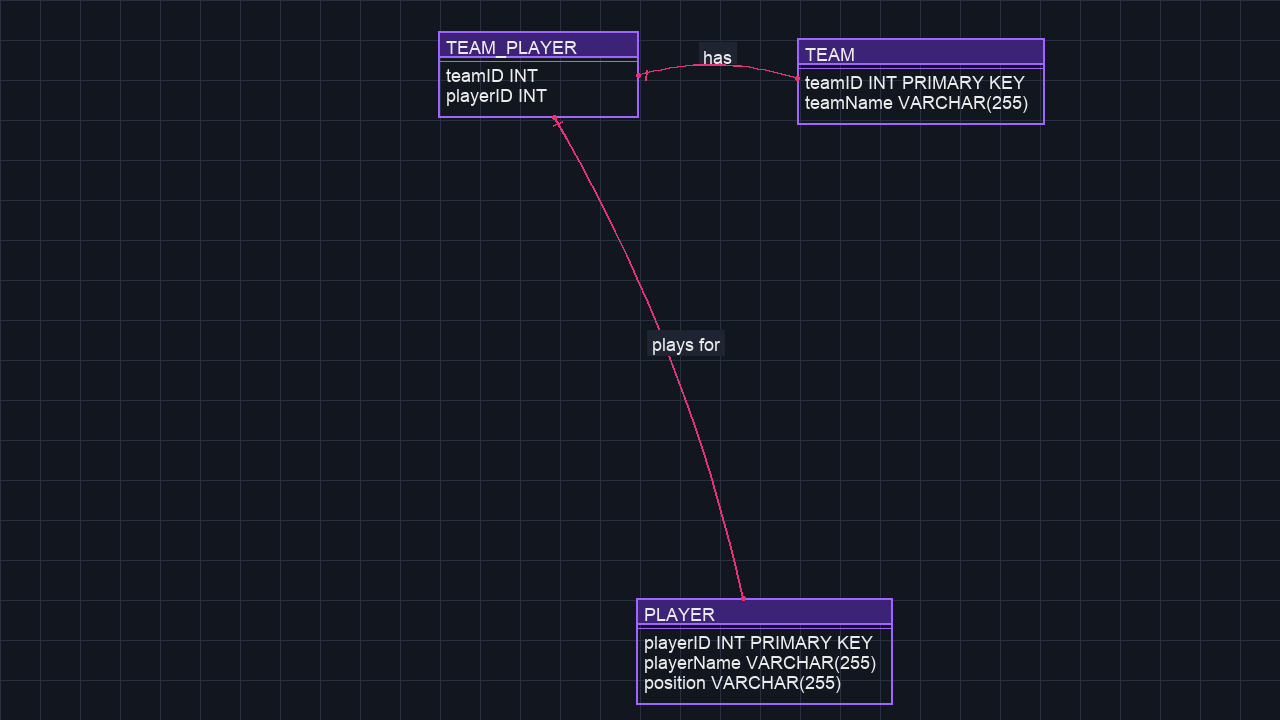 TEAM_PLAYER
teamID INT
playerID INT
has
TEAM
teamID INT PRIMARY KEY
teamName VARCHAR(255)
plays for
PLAYER
playerID INT PRIMARY KEY
playerName VARCHAR(255)
position VARCHAR(255)